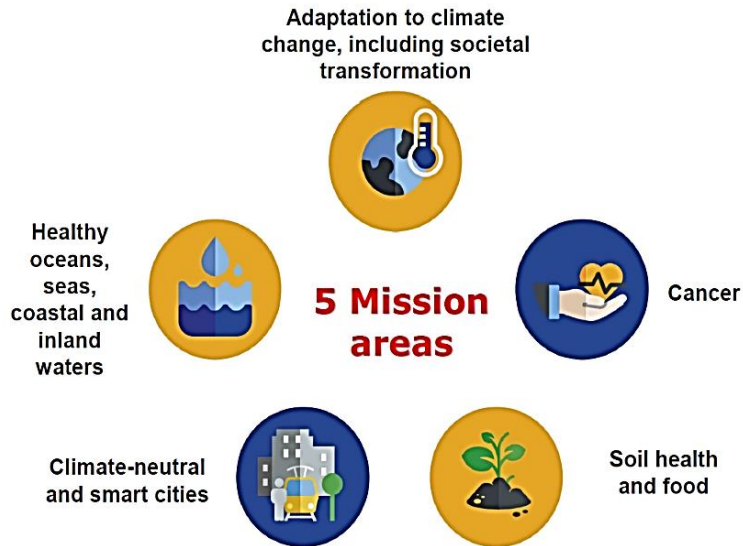 Adaptation to climate
change, including societal
transformation
Healthy
oceans,
seas,
coastal and
inland
waters
5 Mission
areas
Cancer
Climate-neutral
and smart cities
Soil health
and food